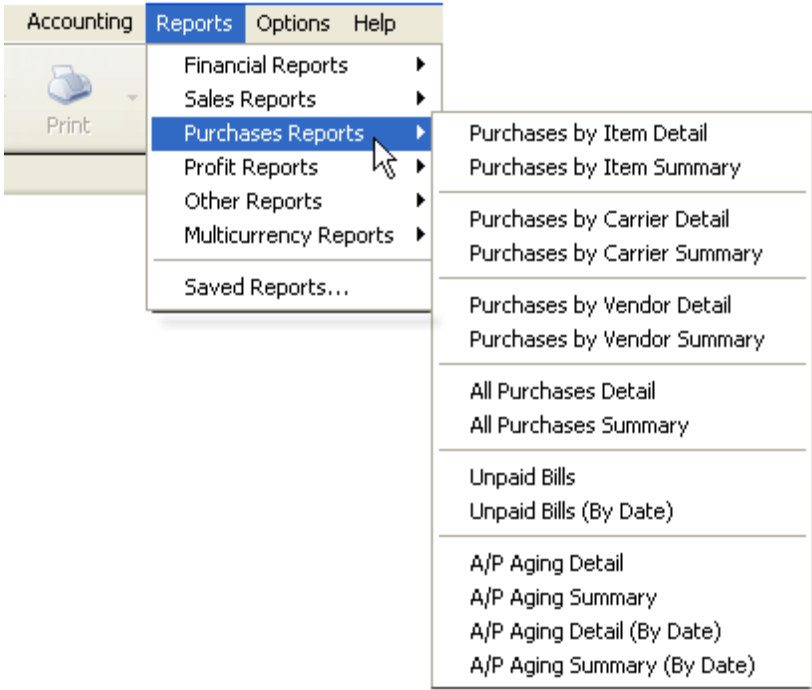 Accounting Reports Options Help
Print
Financial Reports
Sales Reports
Purchases Reports
Profit Reports
Other Reports
Multicurrency Reports
Saved Reports...
Purchases by Item Detail
Purchases by Item Summary
Purchases by Carrier Detail
Purchases by Carrier Summary
Purchases by Vendor Detail
Purchases by Vendor Summary
All Purchases Detail
All Purchases Summary
Unpaid Bills
Unpaid Bills (By Date)
A/P Aging Detail
A/P Aging Summary
A/P Aging Detail (By Date)
A/P Aging Summary (By Date)